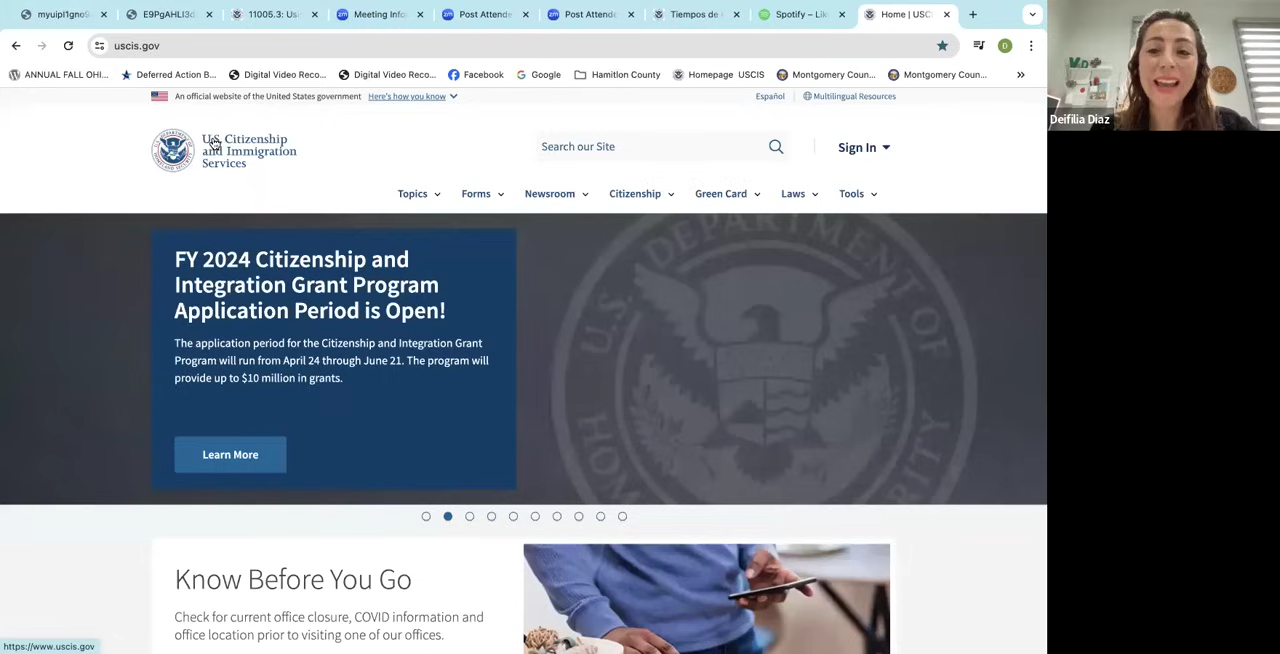 myuipl1gno9
E9PgAHLI3d
11005.3: Us
Meeting Info
Post Attende
Post Attende
Tiempos de
Spotify – Lik
Home | USC
uscis.gov
D
ANNUAL FALL OHI...
Deferred Action B...
Digital Video Reco...
Digital Video Reco...
Facebook
Google
Hamitlon County
Homepage USCIS
Montgomery Coun...
Montgomery Coun...
»
An official website of the United States government Here's how you know
Español
Multilingual Resources
U.S. Citizenship
and Immigration
Services
Search our Site
Sign In
Topics
Forms
Newsroom
Citizenship
Green Card
Laws
Tools
FY 2024 Citizenship and
Integration Grant Program
Application Period is Open!
The application period for the Citizenship and Integration Grant
Program will run from April 24 through June 21. The program will
provide up to $10 million in grants.
Learn More
U.S. DEPARTMENT OF
HOM
URITY
Know Before You Go
Check for current office closure, COVID information and
office location prior to visiting one of our offices.
https://www.uscis.gov
Deifilia Diaz